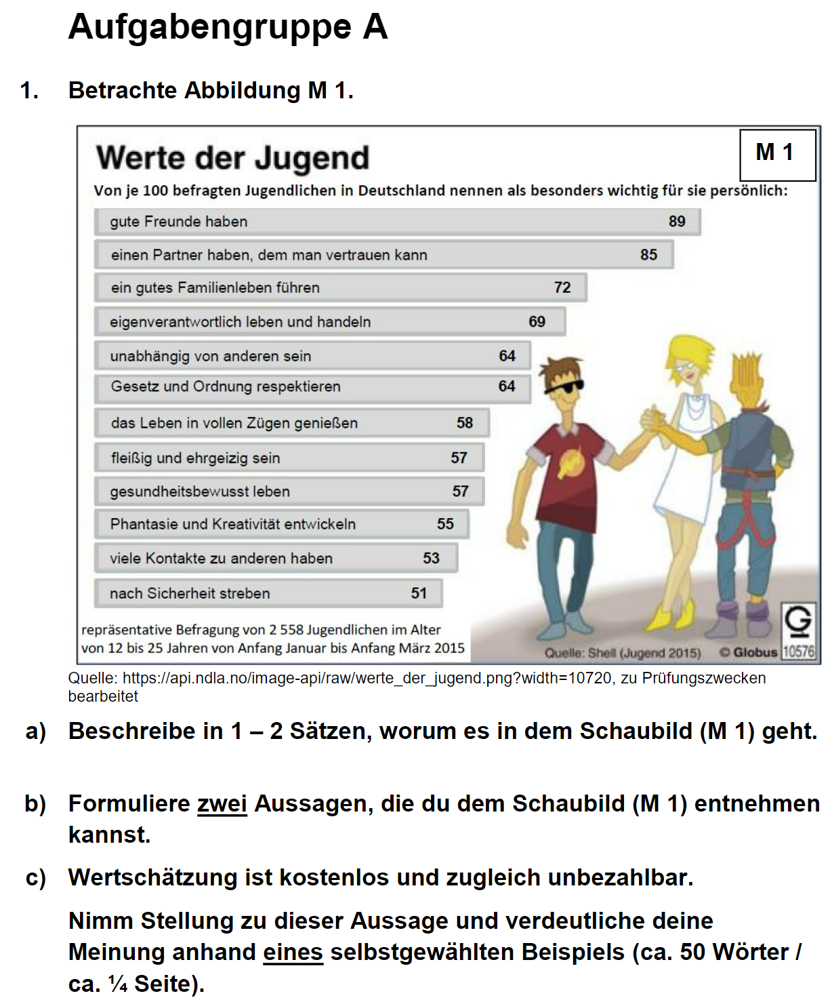 Aufgabengruppe A
1. Betrachte Abbildung M 1.
Werte der Jugend
M 1
Von je 100 befragten Jugendlichen in Deutschland nennen als besonders wichtig für sie persönlich:
gute Freunde haben 89
einen Partner haben, dem man vertrauen kann 85
ein gutes Familienleben führen 72
eigenverantwortlich leben und handeln 69
unabhängig von anderen sein 64
Gesetz und Ordnung respektieren 64
das Leben in vollen Zügen genießen 58
fleißig und ehrgeizig sein 57
gesundheitsbewusst leben 57
Phantasie und Kreativität entwickeln 55
viele Kontakte zu anderen haben 53
nach Sicherheit streben 51
repräsentative Befragung von 2 558 Jugendlichen im Alter
von 12 bis 25 Jahren von Anfang Januar bis Anfang März 2015
Quelle: Shell (Jugend 2015) © Globus 10576
G
Quelle: https://api.ndla.no/image-api/raw/werte_der_jugend.png?width=10720, zu Prüfungszwecken
bearbeitet
a) Beschreibe in 1 – 2 Sätzen, worum es in dem Schaubild (M 1) geht.
b) Formuliere zwei Aussagen, die du dem Schaubild (M 1) entnehmen
kannst.
c) Wertschätzung ist kostenlos und zugleich unbezahlbar.
Nimm Stellung zu dieser Aussage und verdeutliche deine
Meinung anhand eines selbstgewählten Beispiels (ca. 50 Wörter /
ca. ¼ Seite).